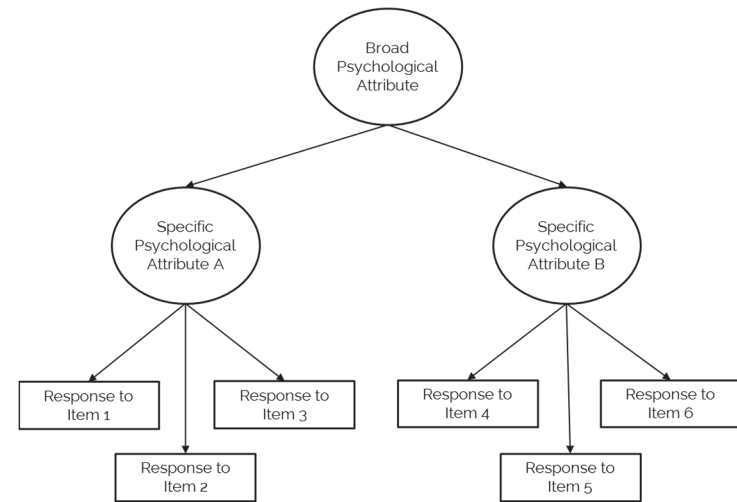 Broad
Psychological
Attribute
Specific
Psychological
Attribute A
Specific
Psychological
Attribute B
Response to
Item 1
Response to
Item 2
Response to
Item 3
Response to
Item 4
Response to
Item 5
Response to
Item 6